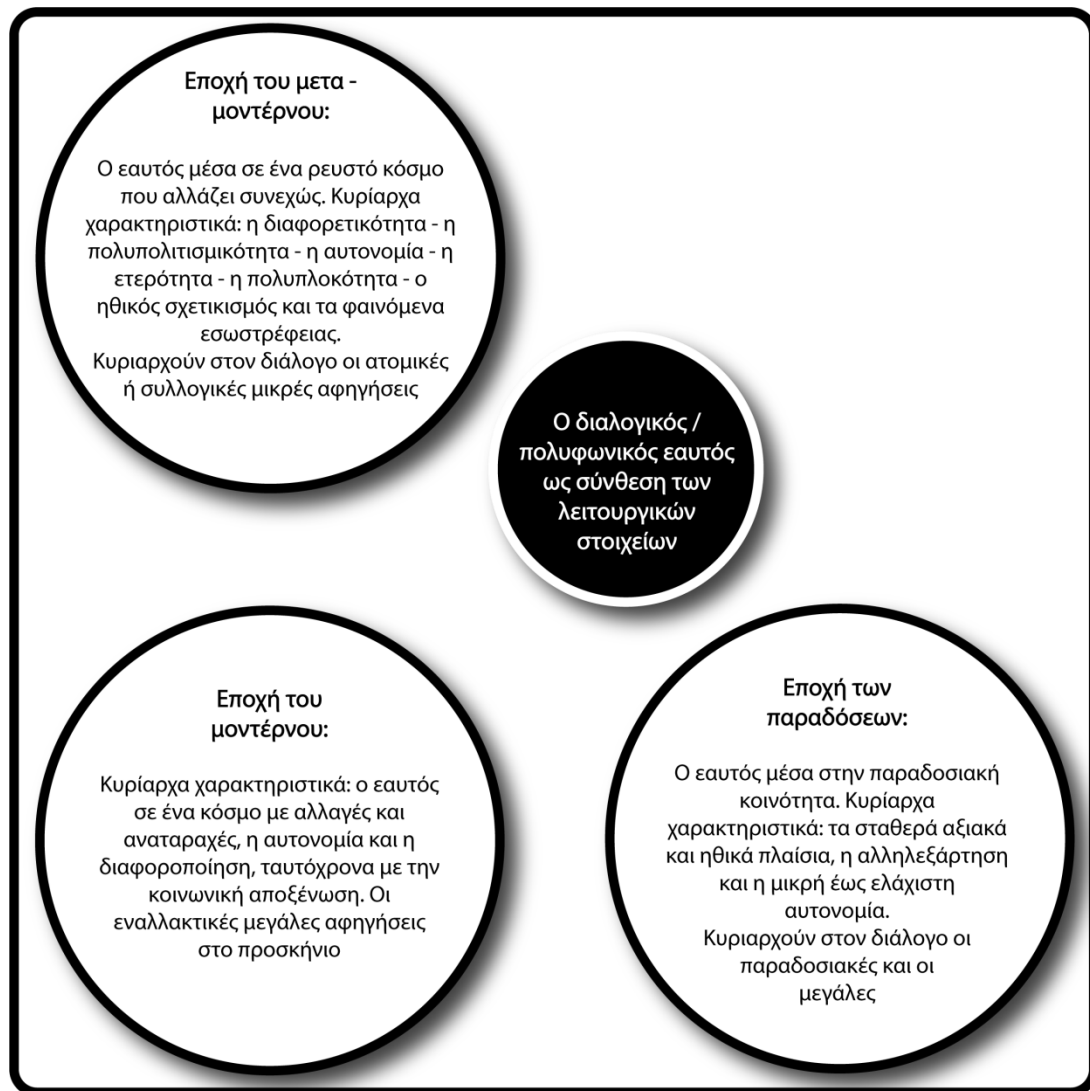 Εποχή του μετα -
μοντέρνου:
Ο εαυτός μέσα σε ένα ρευστό κόσμο
που αλλάζει συνεχώς. Κυρίαρχα
χαρακτηριστικά: η διαφορετικότητα - η
πολυπολιτισμικότητα - η αυτονομία - η
ετερότητα - η πολυπλοκότητα - ο
ηθικός σχετικισμός και τα φαινόμενα
εσωστρέφειας.
Κυριαρχούν στον διάλογο οι ατομικές
ή συλλογικές μικρές αφηγήσεις
Ο διαλογικός /
πολυφωνικός εαυτός
ως σύνθεση των
λειτουργικών
στοιχείων
Εποχή του
μοντέρνου:
Κυρίαρχα χαρακτηριστικά: ο εαυτός
σε ένα κόσμο με αλλαγές και
αναταραχές, η αυτονομία και η
διαφοροποίηση, ταυτόχρονα με την
κοινωνική αποξένωση. Οι
εναλλακτικές μεγάλες αφηγήσεις
στο προσκήνιο
Εποχή των
παραδόσεων:
Ο εαυτός μέσα στην παραδοσιακή
κοινότητα. Κυρίαρχα
χαρακτηριστικά: τα σταθερά αξιακά
και ηθικά πλαίσια, η αλληλεξάρτηση
και η μικρή έως ελάχιστη
αυτονομία.
Κυριαρχούν στον διάλογο οι
παραδοσιακές και οι
μεγάλες